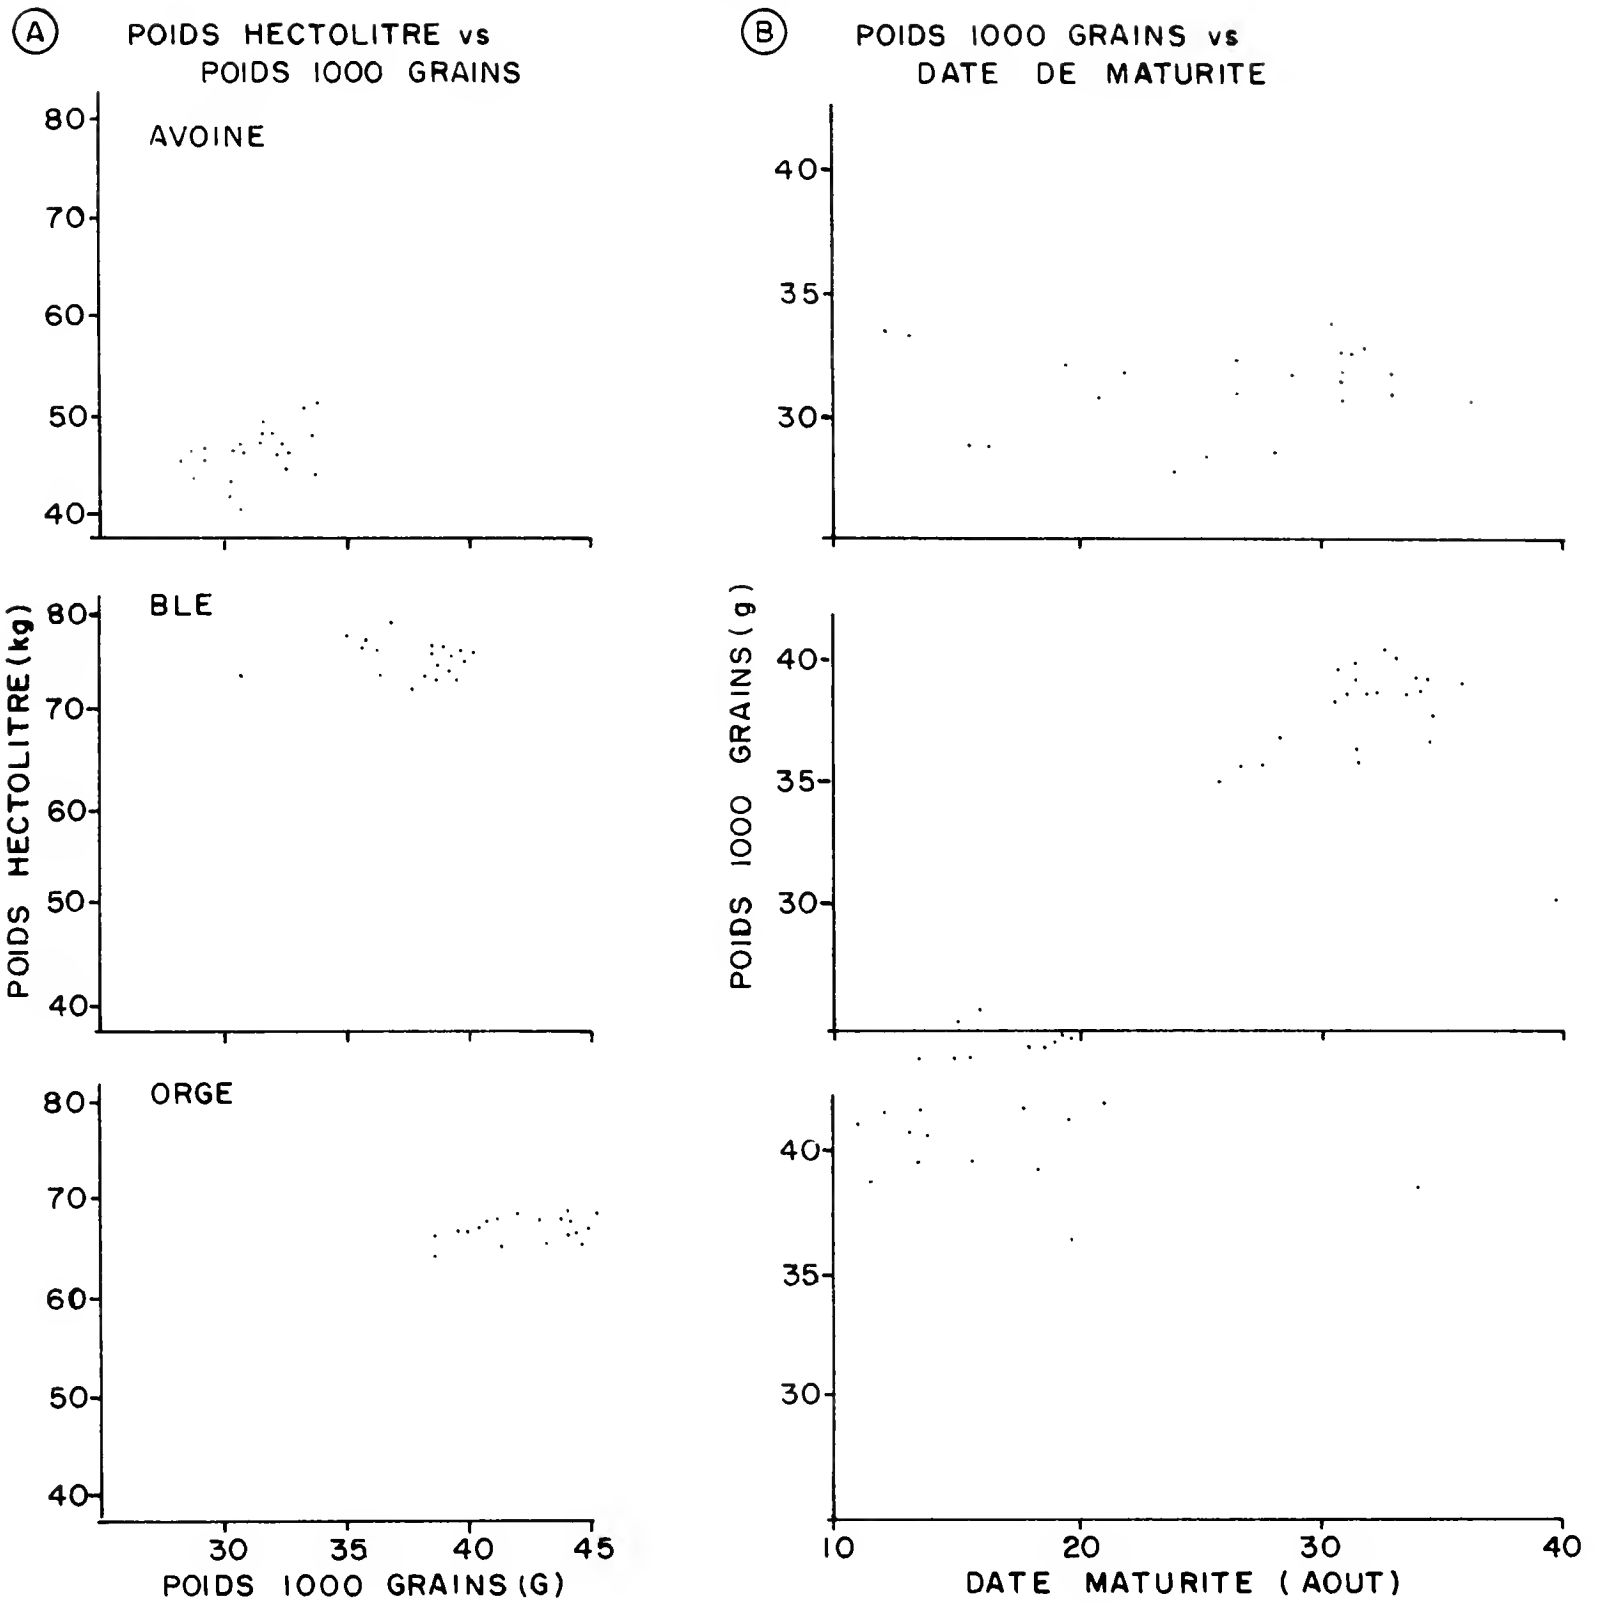 A
POIDS HECTOLITRE vs
POIDS 1000 GRAINS
AVOINE
80
70
60
50
40
BLE
80
70
60
50
40
ORGE
80
70
60
50
40
30 35 40 45
POIDS 1000 GRAINS (G)
POIDS HECTOLITRE (kg)
B
POIDS 1000 GRAINS vs
DATE DE MATURITE
40
35
30
40
35
30
40
35
30
10 20 30 40
DATE MATURITE (AOUT)
POIDS 1000 GRAINS (g)